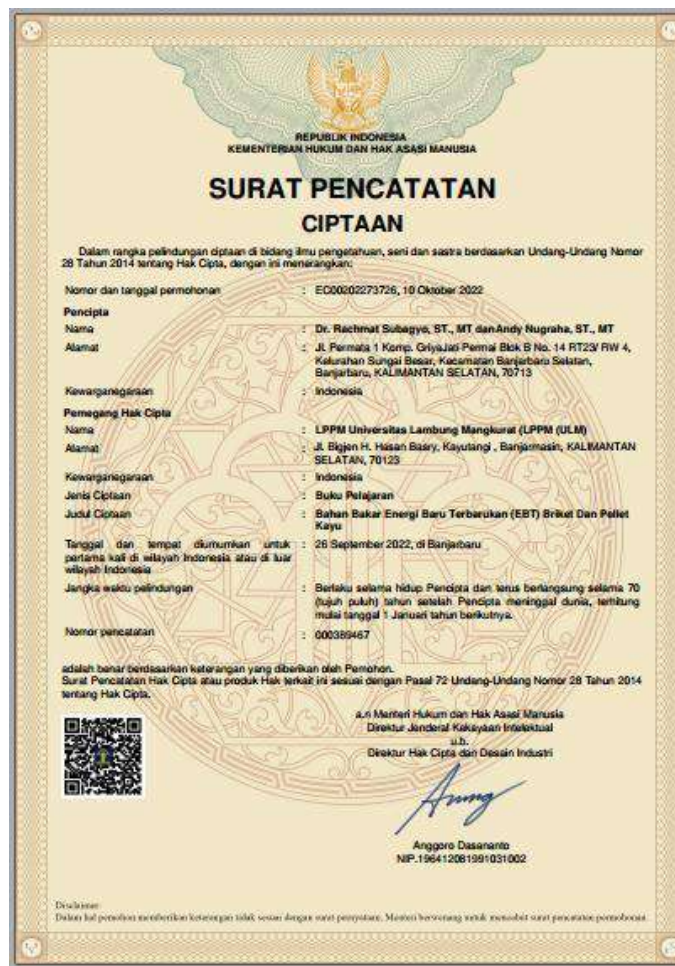 REPUBLIK INDONESIA
KEMENTERIAN HUKUM DAN HAK ASASI MANUSIA
SURAT PENCATATAN
CIPTAAN
Dalam rangka pelindungan ciptaan di bidang ilmu pengetahuan, seni dan sastra berdasarkan Undang-Undang Nomor
28 Tahun 2014 tentang Hak Cipta, dengan ini menerangkan:
Nomor dan tanggal permohonan : EC00202273726, 10 Oktober 2022
Pencipta
Nama : Dr. Rachmat Subagyo, ST., MT danAndy Nugraha, ST., MT
Alamat : Jl. Permata 1 Komp. GriyaJati Permai Blok B No. 14 RT23/ RW 4,
Kelurahan Sungai Besar, Kecamatan Banjarbaru Selatan,
Banjarbaru, KALIMANTAN SELATAN, 70713
Kewarganegaraan : Indonesia
Pemegang Hak Cipta
Nama : LPPM Universitas Lambung Mangkurat (LPPM (ULM)
Alamat : Jl. Bigjen H. Hasan Basry, Kayutangi , Banjarmasin, KALIMANTAN
SELATAN, 70123
Kewarganegaraan : Indonesia
Jenis Ciptaan : Buku Pelajaran
Judul Ciptaan : Bahan Bakar Energi Baru Terbarukan (EBT) Briket Dan Pellet
Kayu
Tanggal dan tempat diumumkan untuk : 26 September 2022, di Banjarbaru
pertama kali di wilayah Indonesia atau di luar
wilayah Indonesia
Jangka waktu pelindungan : Berlaku selama hidup Pencipta dan terus berlangsung selama 70
(tujuh puluh) tahun setelah Pencipta meninggal dunia, terhitung
mulai tanggal 1 Januari tahun berikutnya.
Nomor pencatatan : 000389467
adalah benar berdasarkan keterangan yang diberikan oleh Pemohon.
Surat Pencatatan Hak Cipta atau produk Hak terkait ini sesuai dengan Pasal 72 Undang-Undang Nomor 28 Tahun 2014
tentang Hak Cipta.
a.n Menteri Hukum dan Hak Asasi Manusia
Direktur Jenderal Kekayaan Intelektual
u.b.
Direktur Hak Cipta dan Desain Industri
Anggoro Dasananto
NIP.196412081991031002
Disclaimer:
Dalam hal pemohon memberikan keterangan tidak sesuai dengan surat pernyataan, Menteri berwenang untuk mencabut surat pencatatan permohonan.